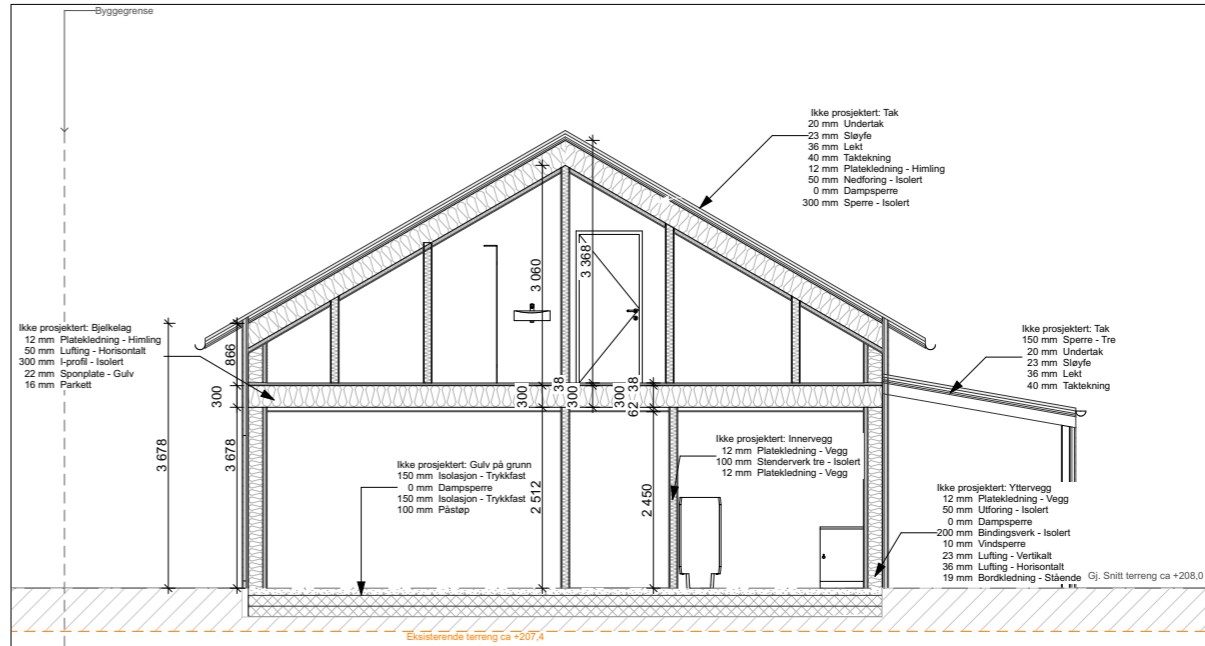 Byggegrense
Ikke prosjektert: Tak
20 mm Undertak
23 mm Sløyfe
36 mm Lekt
40 mm Taktekning
12 mm Platekledning - Himling
50 mm Nedforing - Isolert
0 mm Dampsperre
300 mm Sperre - Isolert
3 060
3 368
Ikke prosjektert: Bjelkelag
12 mm Platekledning - Himling
50 mm Lufting - Horisontalt
300 mm I-profil - Isolert
22 mm Sponplate - Gulv
16 mm Parkett
866
300
3 678
3 678
300
38
300
300
38
62
Ikke prosjektert: Tak
150 mm Sperre - Tre
20 mm Undertak
23 mm Sløyfe
36 mm Lekt
40 mm Taktekning
Ikke prosjektert: Gulv på grunn
150 mm Isolasjon - Trykkfast
0 mm Dampsperre
150 mm Isolasjon - Trykkfast
100 mm Påstøp
2 512
2 450
Ikke prosjektert: Innervegg
12 mm Platekledning - Vegg
100 mm Stenderverk tre - Isolert
12 mm Platekledning - Vegg
Ikke prosjektert: Yttervegg
12 mm Platekledning - Vegg
50 mm Utforing - Isolert
0 mm Dampsperre
200 mm Bindingsverk - Isolert
10 mm Vindsperre
23 mm Lufting - Vertikalt
36 mm Lufting - Horisontalt
19 mm Bordkledning - Stående
Gj. Snitt terreng ca +208,0
Eksisterende terreng ca +207,4